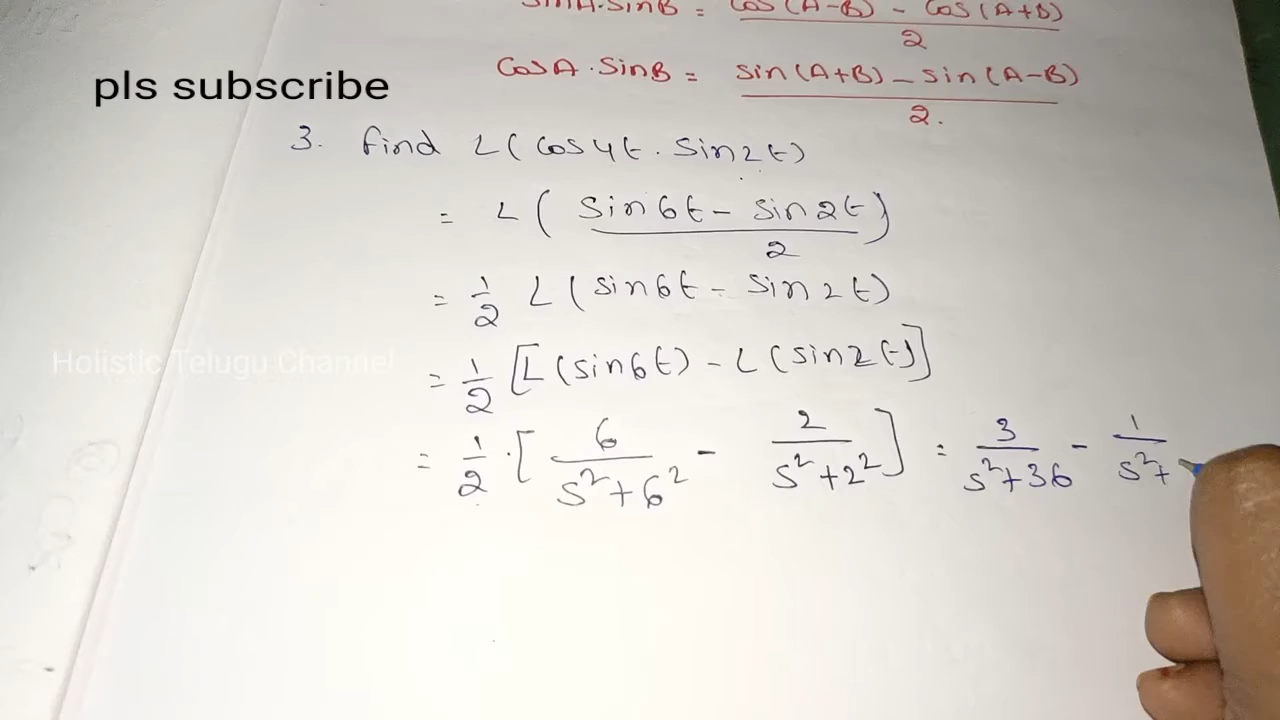 SinA.SinB = Cos(A-B) - Cos(A+B) / 2
CosA.SinB = Sin(A+B) - Sin(A-B) / 2.
pls subscribe
3. Find L(Cos4t.Sin2t)
= L(Sin6t - Sin2t / 2)
= 1/2 L(Sin6t - Sin2t)
Holistic Telugu Channel
= 1/2 [L(Sin6t) - L(Sin2t)]
= 1/2 . [6 / s²+6² - 2 / s²+2²] = 3 / s²+36 - 1 / s²+